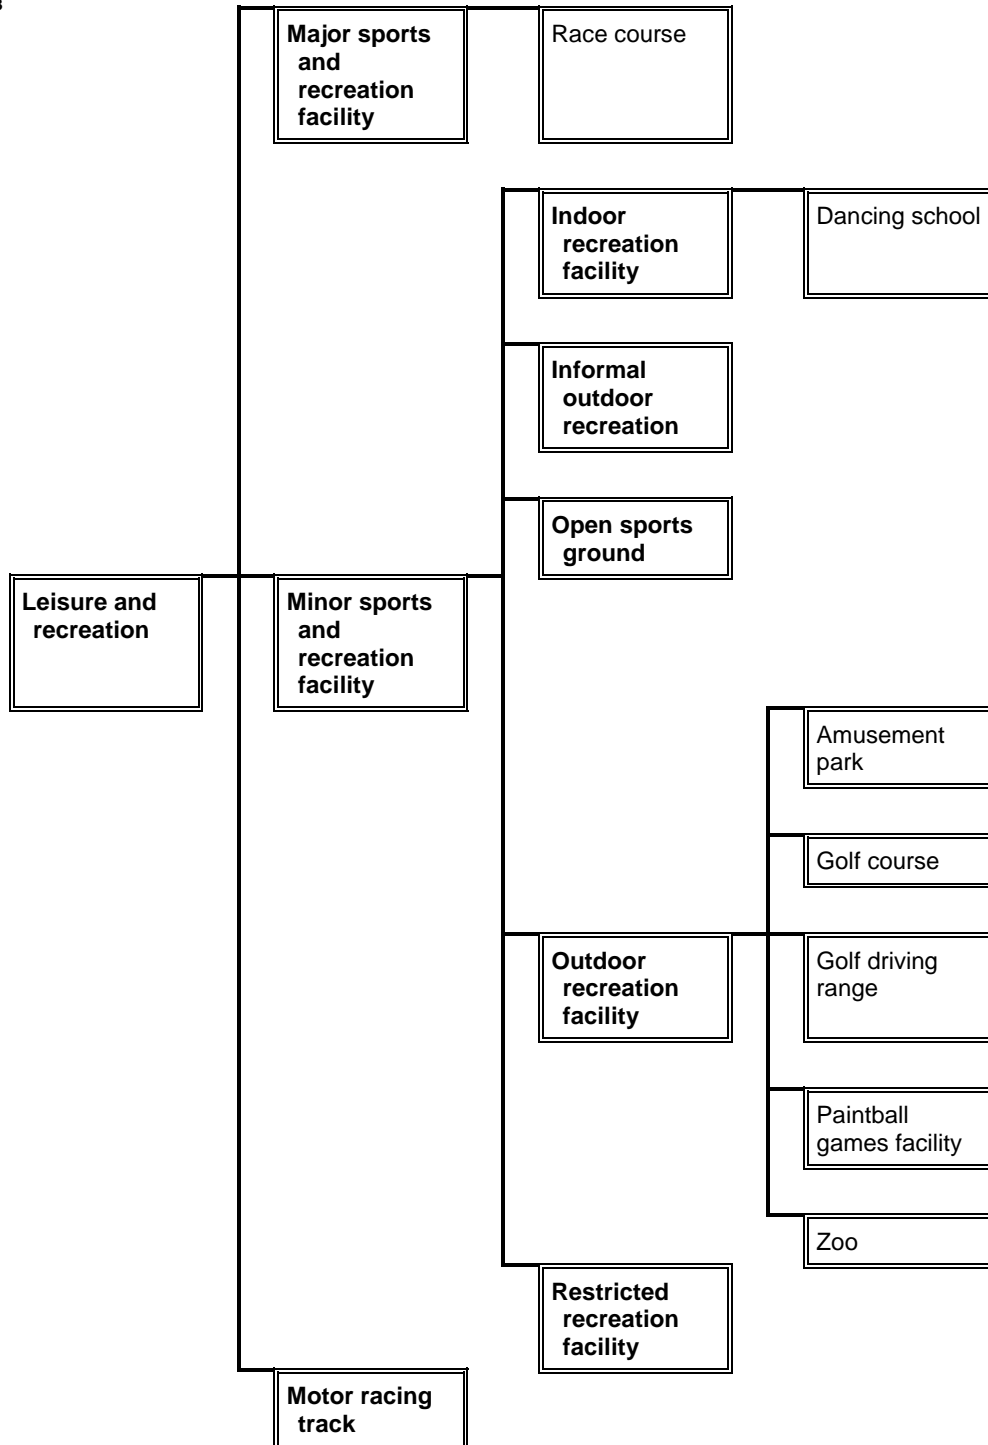 Major sports
and
recreation
facility
Race course
Indoor
recreation
facility
Dancing school
Informal
outdoor
recreation
Open sports
ground
Leisure and
recreation
Minor sports
and
recreation
facility
Amusement
park
Golf course
Outdoor
recreation
facility
Golf driving
range
Paintball
games facility
Zoo
Restricted
recreation
facility
Motor racing
track